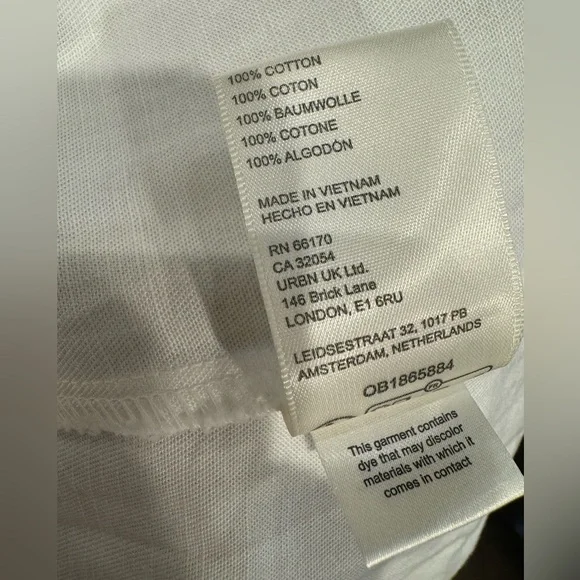 100% COTTON
100% COTON
100% BAUMWOLLE
100% COTONE
100% ALGODÓN
MADE IN VIETNAM
HECHO EN VIETNAM
RN 66170
CA 32054
URBN UK Ltd.
146 Brick Lane
LONDON, E1 6RU
LEIDSESTRAAT 32, 1017 PB
AMSTERDAM, NETHERLANDS
OB1865884
This garment contains
dye that may discolor
materials with which it
comes in contact